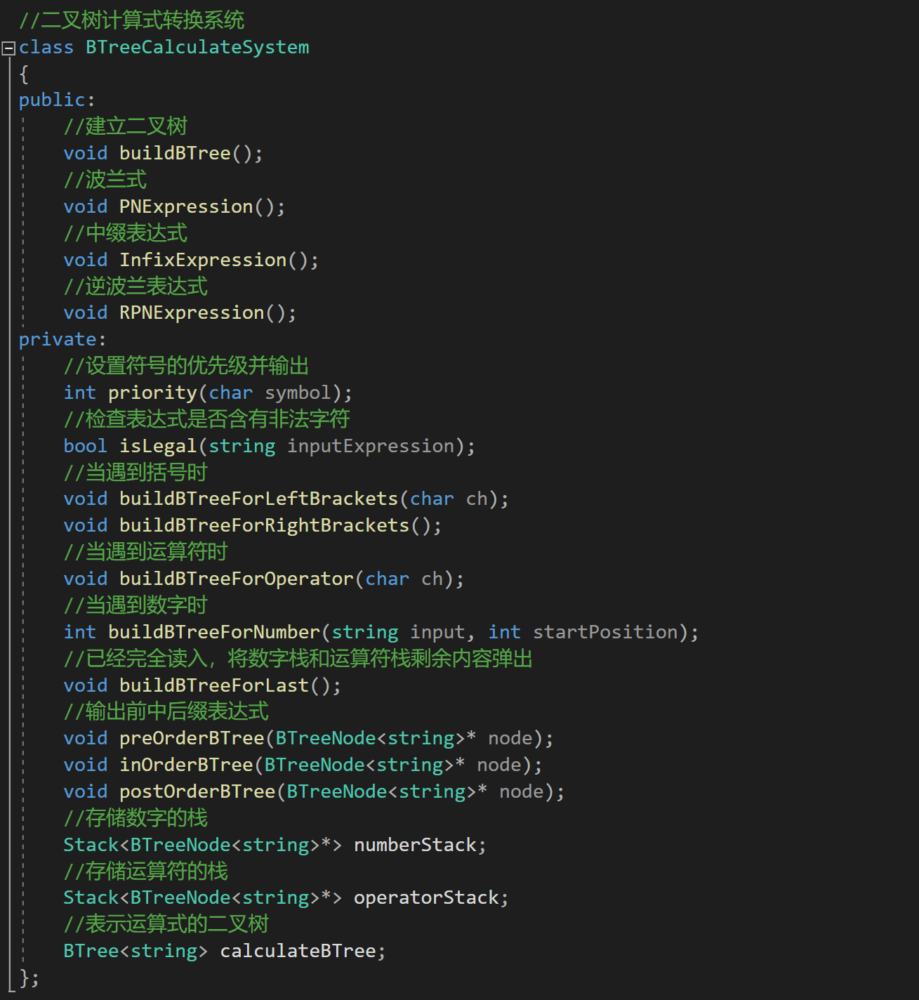 //二叉树计算式转换系统
class BTreeCalculateSystem
{
public:
    //建立二叉树
    void buildBTree();
    //波兰式
    void PNExpression();
    //中缀表达式
    void InfixExpression();
    //逆波兰表达式
    void RPNExpression();
private:
    //设置符号的优先级并输出
    int priority(char symbol);
    //检查表达式是否含有非法字符
    bool isLegal(string inputExpression);
    //当遇到括号时
    void buildBTreeForLeftBrackets(char ch);
    void buildBTreeForRightBrackets();
    //当遇到运算符时
    void buildBTreeForOperator(char ch);
    //当遇到数字时
    int buildBTreeForNumber(string input, int startPosition);
    //已经完全读入，将数字栈和运算符栈剩余内容弹出
    void buildBTreeForLast();
    //输出前中后缀表达式
    void preOrderBTree(BTreeNode<string>* node);
    void inOrderBTree(BTreeNode<string>* node);
    void postOrderBTree(BTreeNode<string>* node);
    //存储数字的栈
    Stack<BTreeNode<string>*> numberStack;
    //存储运算符的栈
    Stack<BTreeNode<string>*> operatorStack;
    //表示运算式的二叉树
    BTree<string> calculateBTree;
};